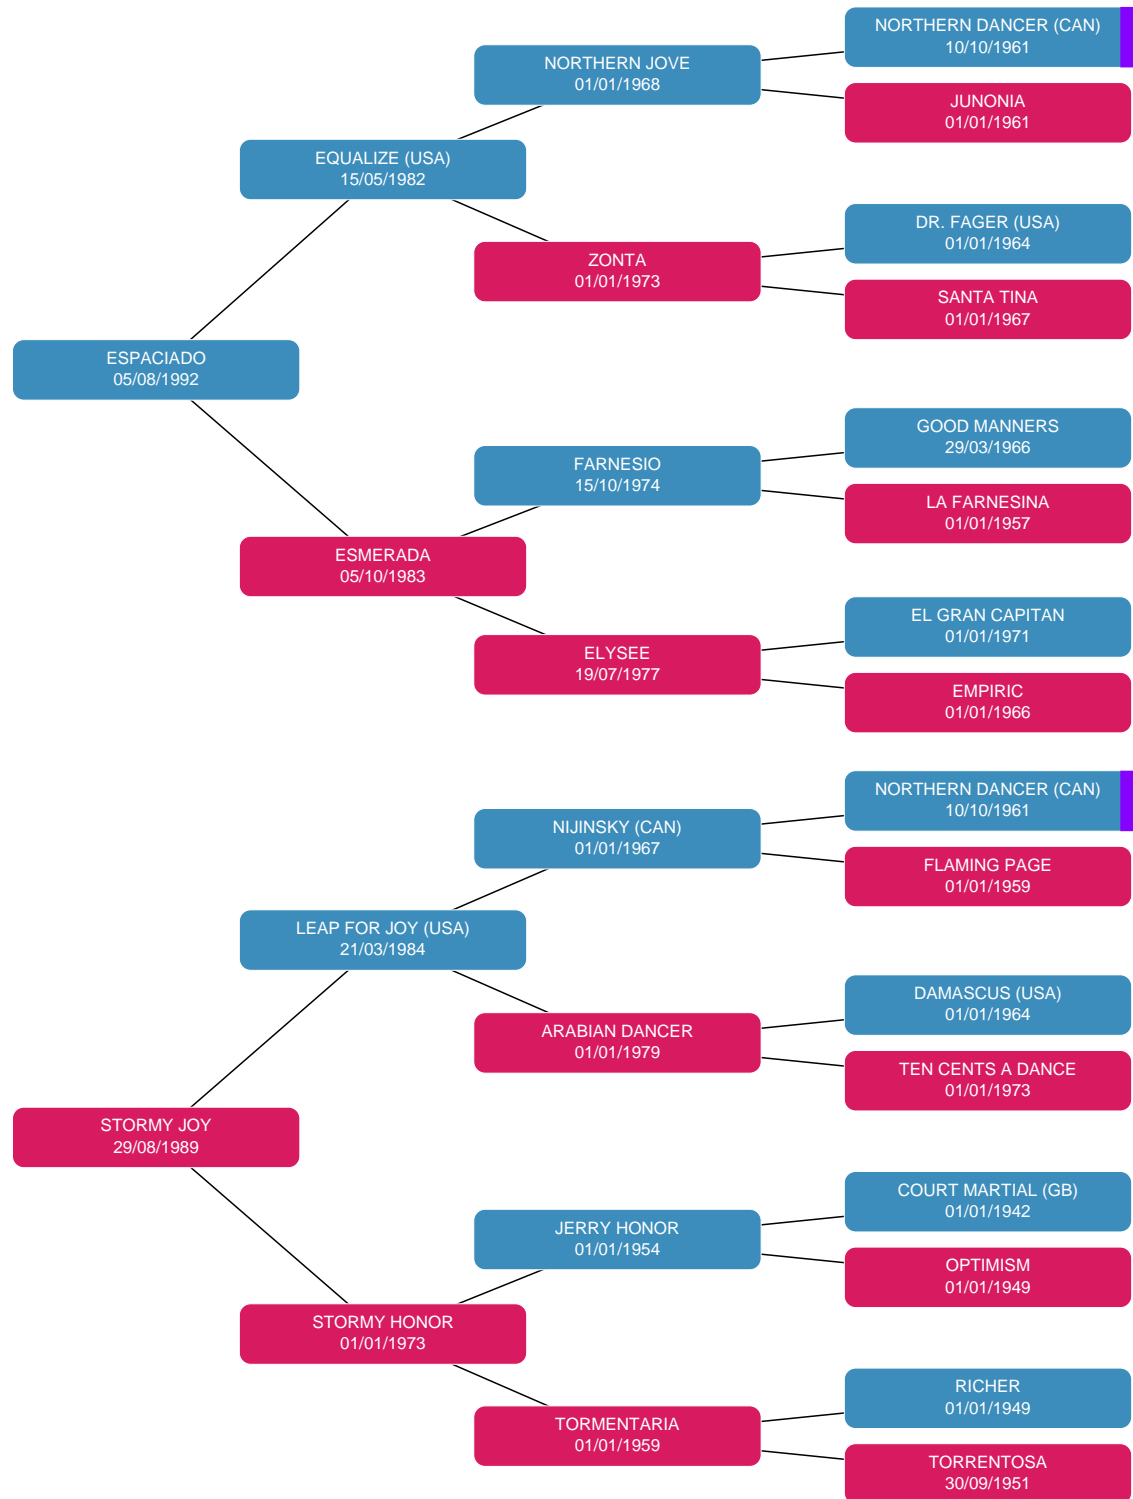 NORTHERN DANCER (CAN)
10/10/1961
NORTHERN JOVE
01/01/1968
JUNONIA
01/01/1961
EQUALIZE (USA)
15/05/1982
DR. FAGER (USA)
01/01/1964
ZONTA
01/01/1973
SANTA TINA
01/01/1967
ESPACIADO
05/08/1992
GOOD MANNERS
29/03/1966
FARNESIO
15/10/1974
LA FARNESINA
01/01/1957
ESMERADA
05/10/1983
EL GRAN CAPITAN
01/01/1971
ELYSEE
19/07/1977
EMPIRIC
01/01/1966
NORTHERN DANCER (CAN)
10/10/1961
NIJINSKY (CAN)
01/01/1967
FLAMING PAGE
01/01/1959
LEAP FOR JOY (USA)
21/03/1984
DAMASCUS (USA)
01/01/1964
ARABIAN DANCER
01/01/1979
TEN CENTS A DANCE
01/01/1973
STORMY JOY
29/08/1989
COURT MARTIAL (GB)
01/01/1942
JERRY HONOR
01/01/1954
OPTIMISM
01/01/1949
STORMY HONOR
01/01/1973
RICHER
01/01/1949
TORMENTARIA
01/01/1959
TORRENTOSA
30/09/1951